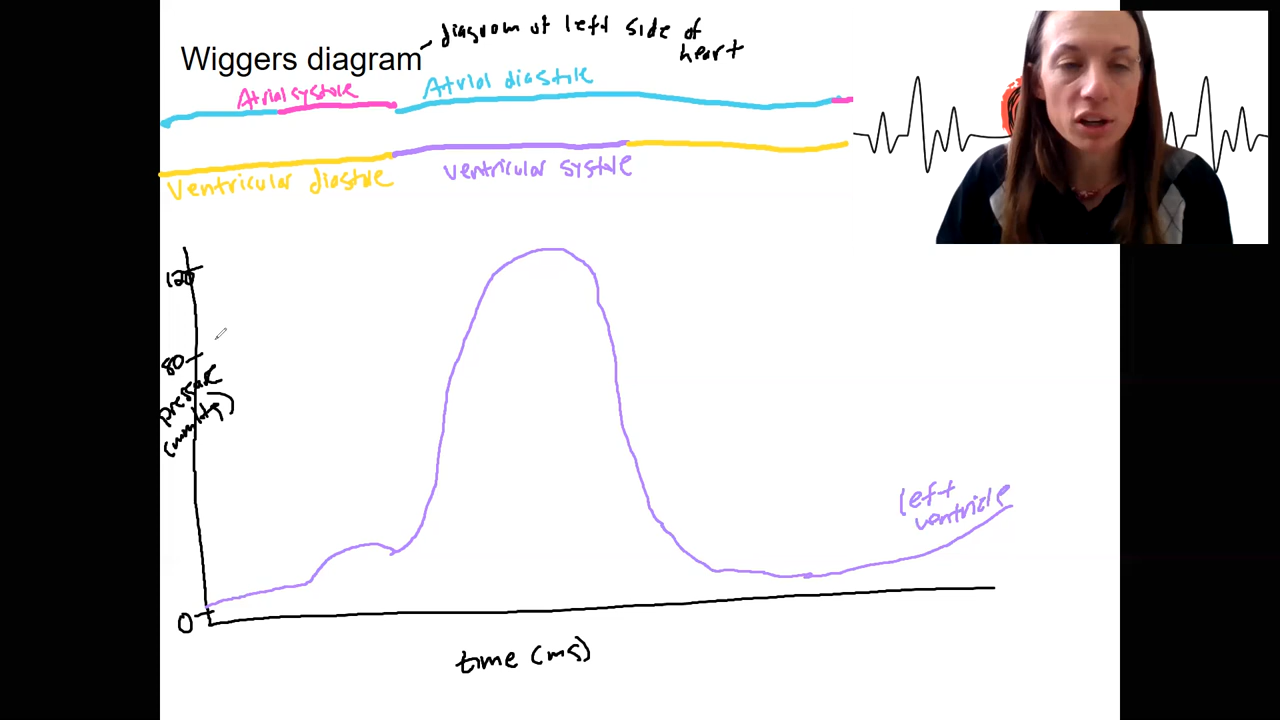 Wiggers diagram
diagram of left side of
heart
Atrial systole
Atrial diastole
Ventricular diastole
ventricular systole
120
80
pressure
(mmHg)
left
ventricle
0
time (ms)